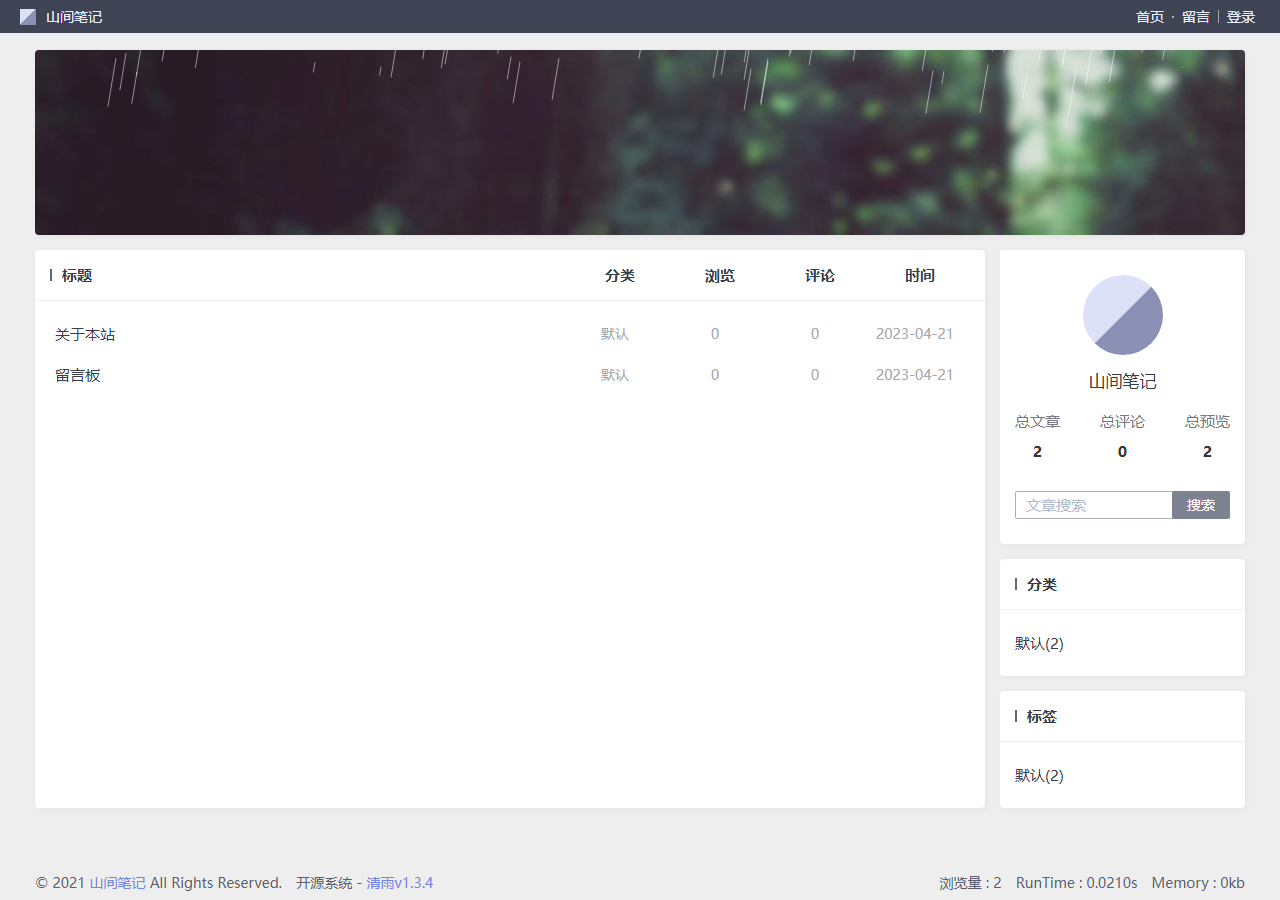 山间笔记 首页 · 留言 | 登录
标题 分类 浏览 评论 时间
关于本站 默认 0 0 2023-04-21
留言板 默认 0 0 2023-04-21
山间笔记
总文章 总评论 总预览
2 0 2
文章搜索 搜索
分类
默认(2)
标签
默认(2)
© 2021 山间笔记 All Rights Reserved. 开源系统 - 清雨v1.3.4 浏览量 : 2 RunTime : 0.0210s Memory : 0kb